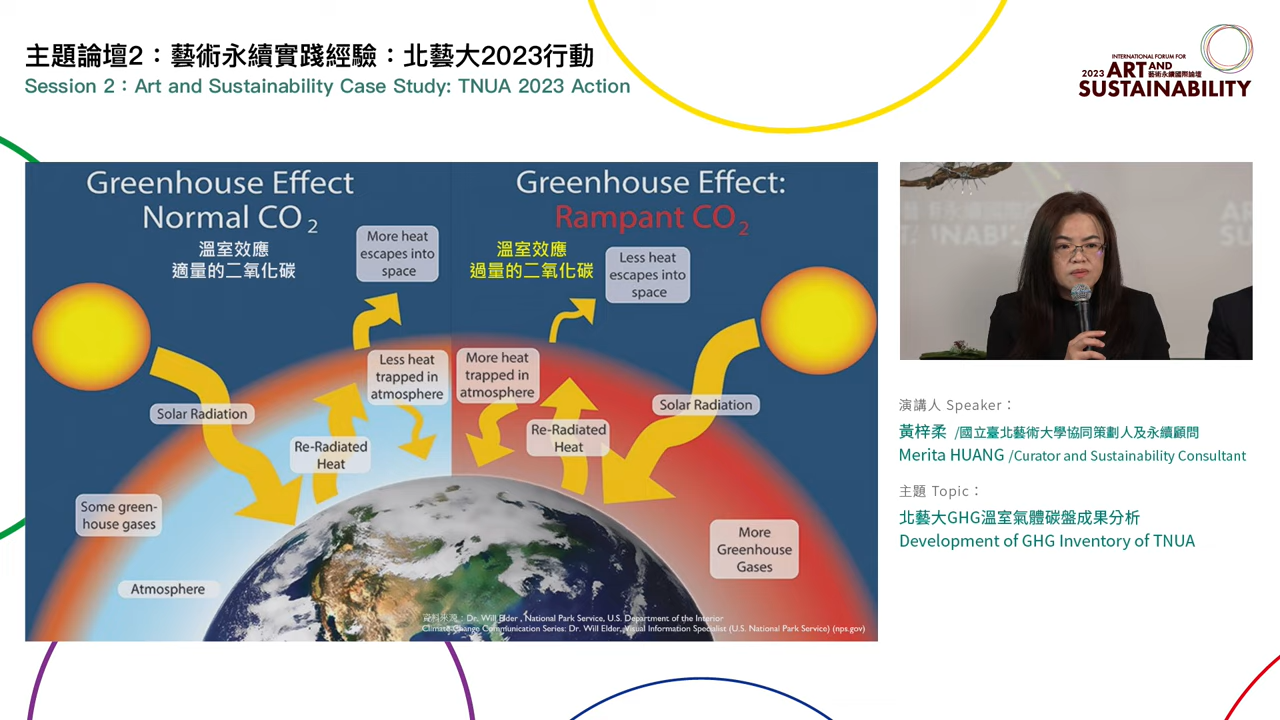 主題論壇2：藝術永續實踐經驗：北藝大2023行動
Session 2：Art and Sustainability Case Study: TNUA 2023 Action
INTERNATIONAL FORUM FOR
2023 ART AND 藝術永續國際論壇
SUSTAINABILITY
Greenhouse Effect
Normal CO2
溫室效應
適量的二氧化碳
More heat
escapes into
space
Less heat
trapped in
atmosphere
Solar Radiation
Re-Radiated
Heat
Some green-
house gases
Atmosphere
Greenhouse Effect:
Rampant CO2
溫室效應
過量的二氧化碳
Less heat
escapes into
space
More heat
trapped in
atmosphere
Solar Radiation
Re-Radiated
Heat
More
Greenhouse
Gases
資料來源：Dr. Will Elder , National Park Service, U.S. Department of the Interior
Climate Change Communication Series: Dr. Will Elder, Visual Information Specialist (U.S. National Park Service) (nps.gov)
演講人 Speaker：
黃梓柔 /國立臺北藝術大學協同策劃人及永續顧問
Merita HUANG /Curator and Sustainability Consultant
主題 Topic：
北藝大GHG溫室氣體碳盤成果分析
Development of GHG Inventory of TNUA